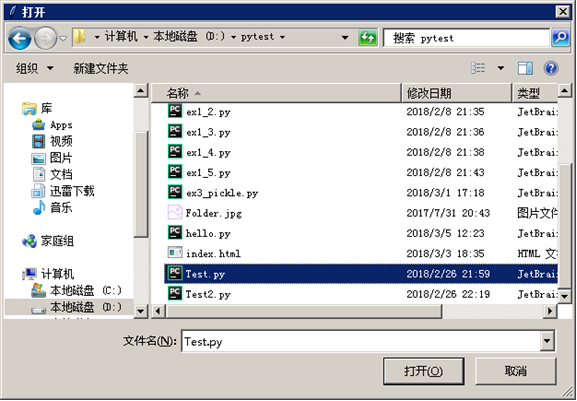 打开
计算机 本地磁盘 (D:) pytest
搜索 pytest
组织 新建文件夹
名称 修改日期 类型
ex1_2.py 2018/2/8 21:35 JetBrai
ex1_3.py 2018/2/8 21:36 JetBrai
ex1_4.py 2018/2/8 21:38 JetBrai
ex1_5.py 2018/2/8 21:43 JetBrai
ex3_pickle.py 2018/3/1 17:18 JetBrai
Folder.jpg 2017/7/31 20:43 图片文件
hello.py 2018/3/5 12:23 JetBrai
index.html 2018/3/3 18:35 HTML 文
Test.py 2018/2/26 21:59 JetBrai
Test2.py 2018/2/26 22:19 JetBrai
库
Apps
视频
图片
文档
迅雷下载
音乐
家庭组
计算机
本地磁盘 (C:)
本地磁盘 (D:)
文件名(N): Test.py
打开(O) 取消